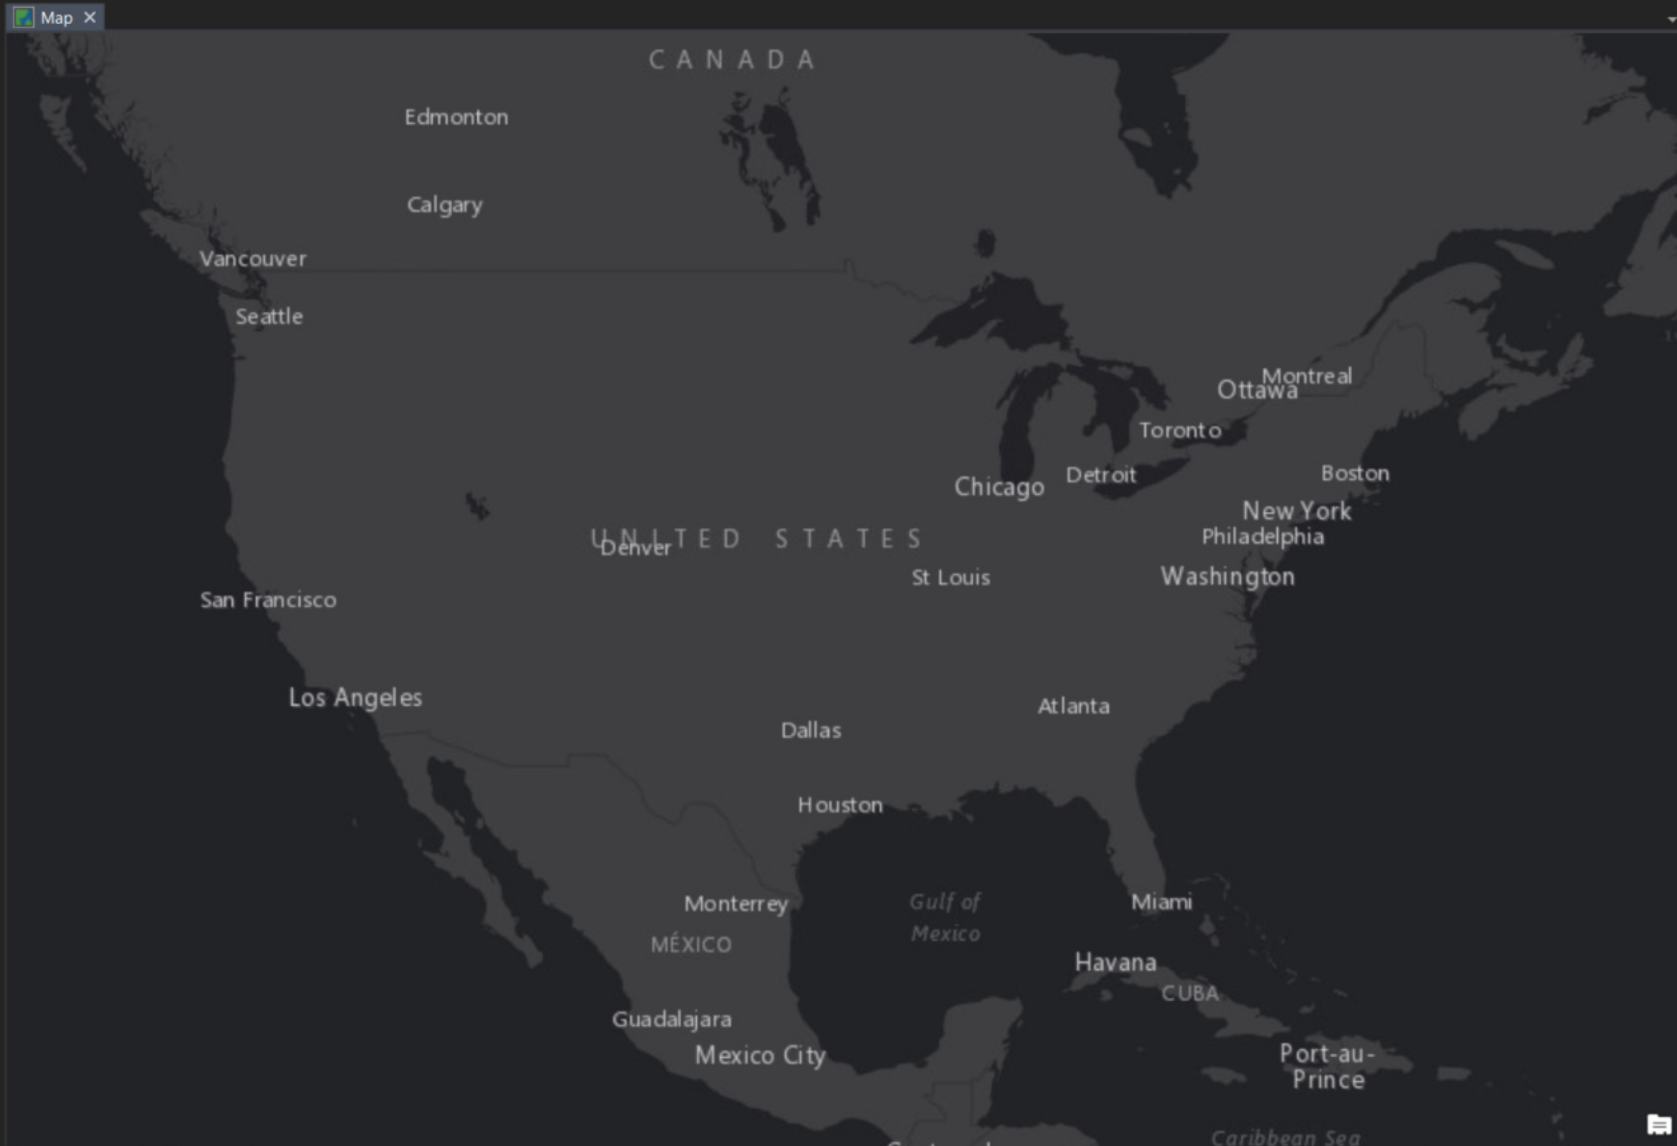 Map
CANADA
Edmonton
Calgary
Vancouver
Seattle
Montreal
Ottawa
Toronto
Boston
Detroit
Chicago
New York
Philadelphia
UNITED STATES
Denver
St Louis
Washington
San Francisco
Los Angeles
Atlanta
Dallas
Houston
Monterrey
Gulf of
Mexico
Miami
MÉXICO
Havana
CUBA
Guadalajara
Mexico City
Port-au-
Prince
Caribbean Sea